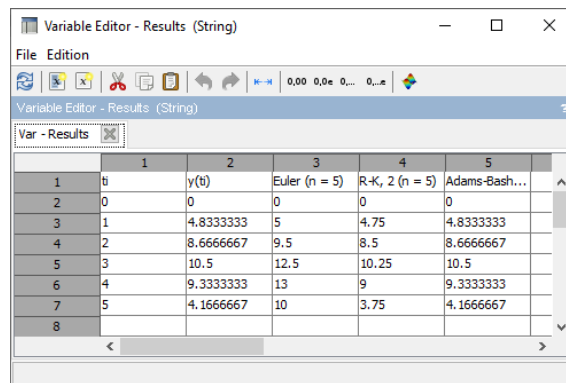 Variable Editor - Results (String)
File Edition
0,00 0,0e 0,... 0,..e
Variable Editor - Results (String) ?
Var - Results
1 2 3 4 5
1 ti y(ti) Euler (n = 5) R-K, 2 (n = 5) Adams-Bash...
2 0 0 0 0 0
3 1 4.8333333 5 4.75 4.8333333
4 2 8.6666667 9.5 8.5 8.6666667
5 3 10.5 12.5 10.25 10.5
6 4 9.3333333 13 9 9.3333333
7 5 4.1666667 10 3.75 4.1666667
8